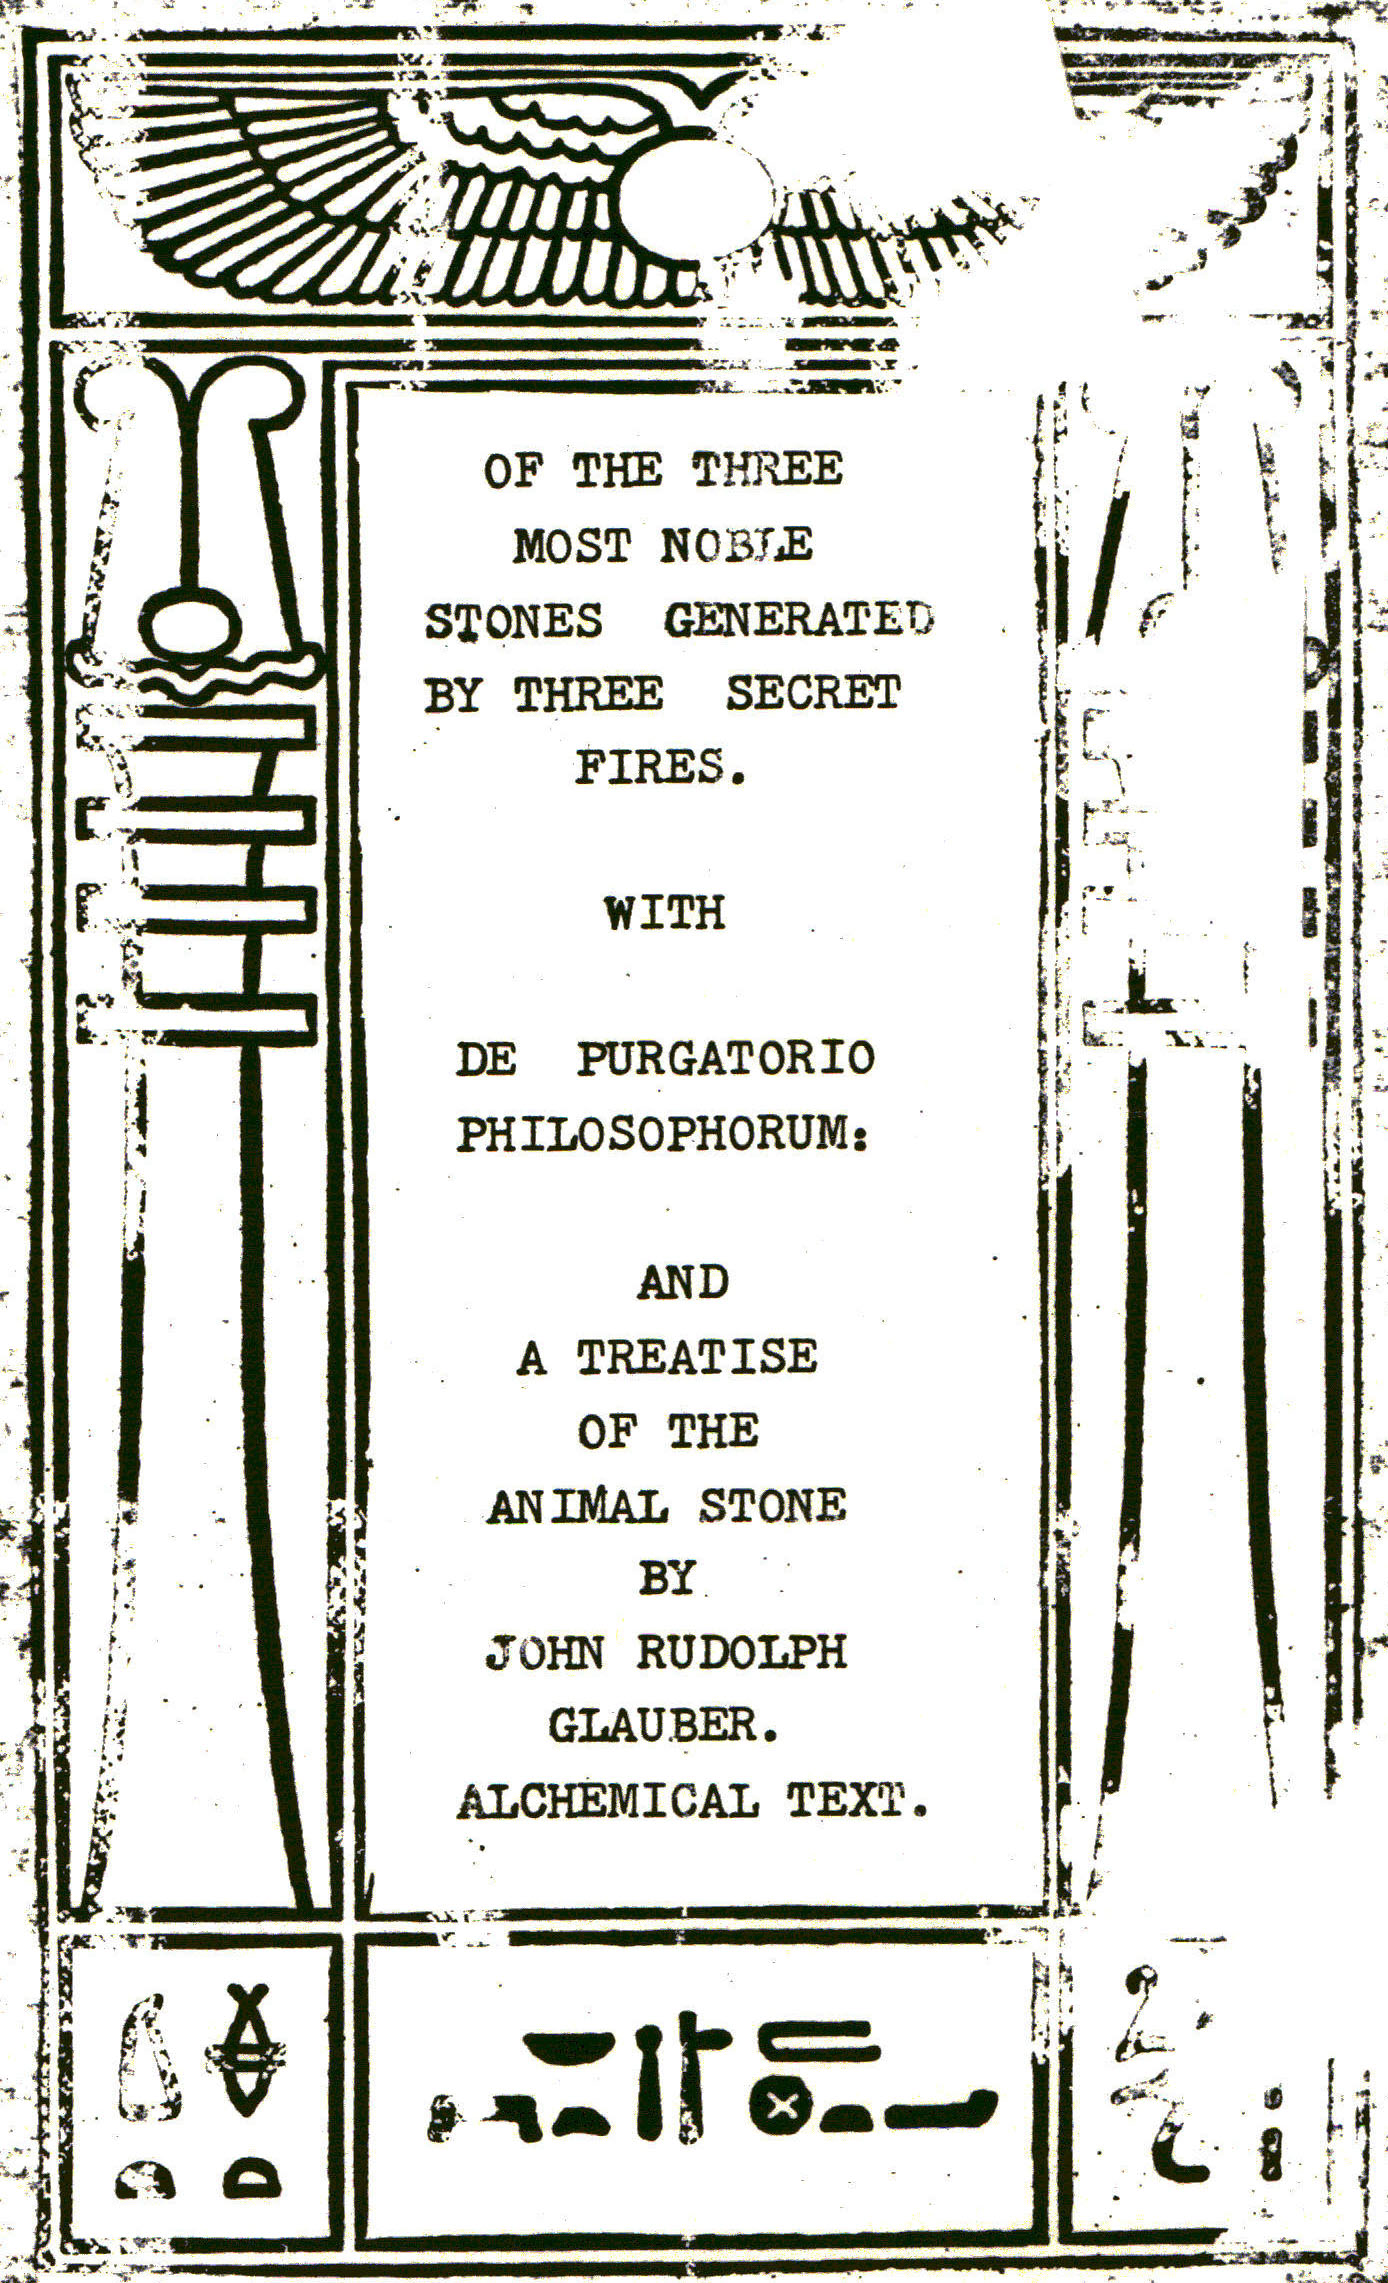 OF THE THREE
MOST NOBLE
STONES GENERATED
BY THREE SECRET
FIRES.
WITH
DE PURGATORIO
PHILOSOPHORUM:
AND
A TREATISE
OF THE
ANIMAL STONE
BY
JOHN RUDOLPH
GLAUBER.
ALCHEMICAL TEXT.